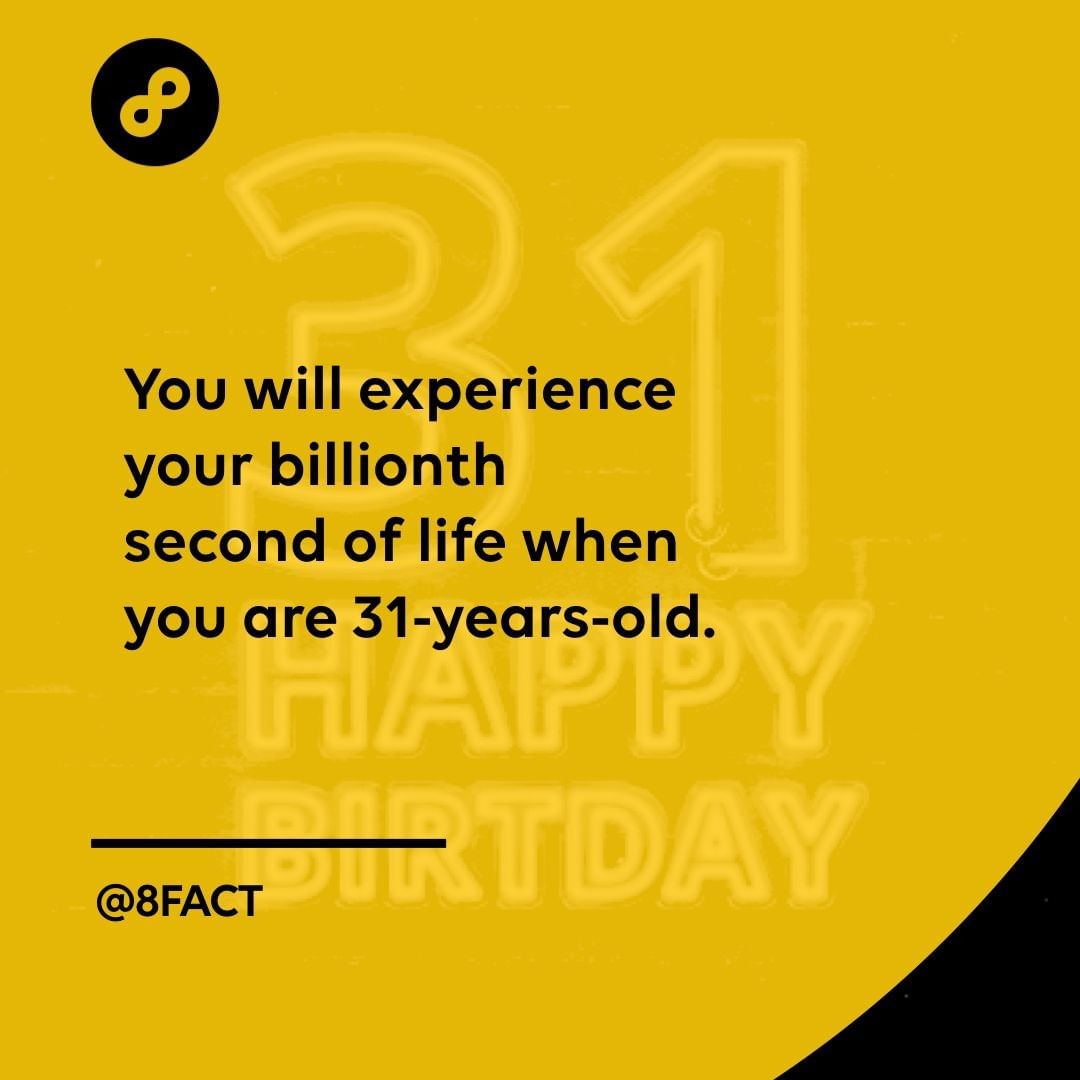 31
You will experience
your billionth
second of life when
you are 31-years-old.
HAPPY
BIRTDAY
@8FACT